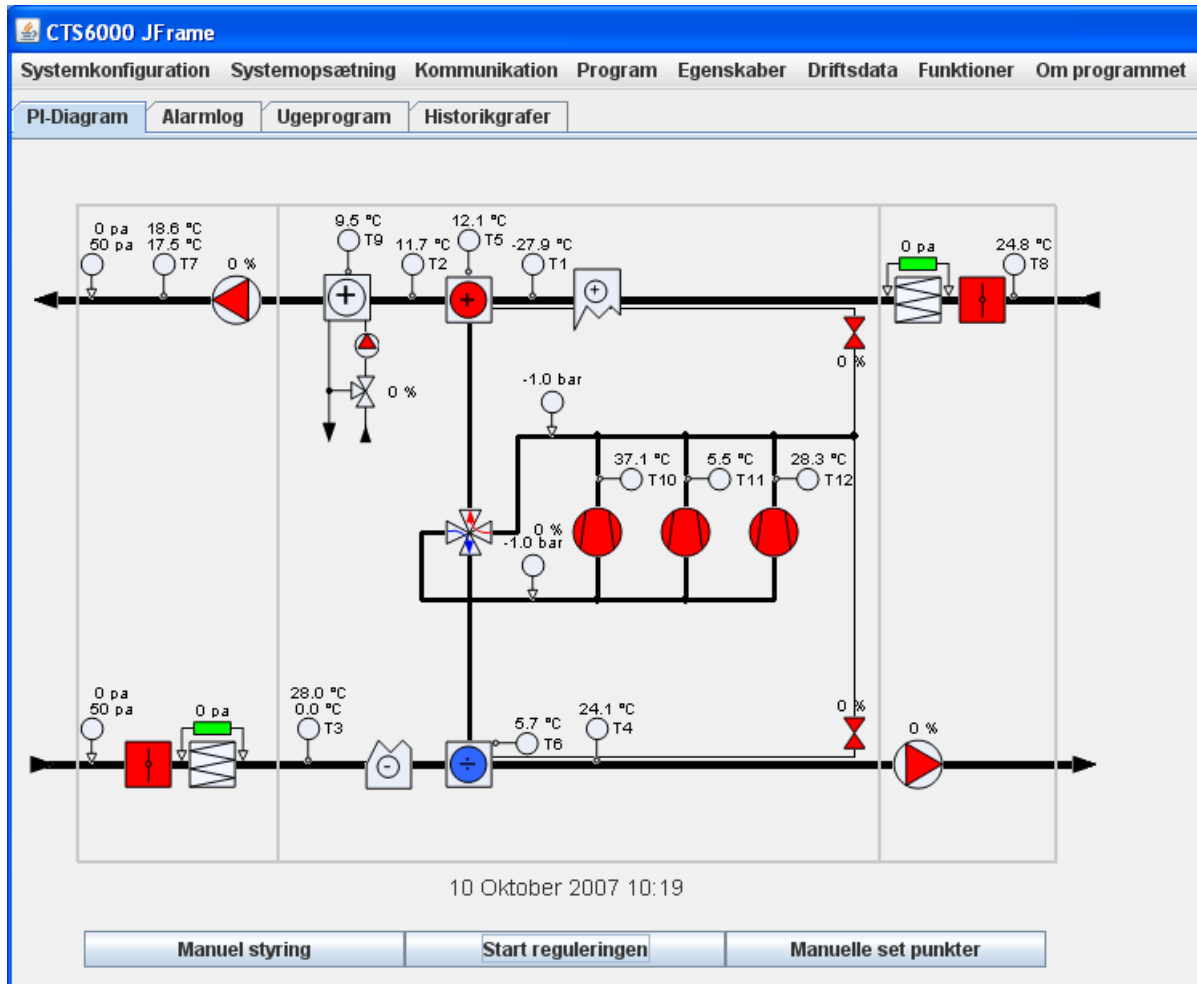 CTS6000 JFrame
Systemkonfiguration Systemopsætning Kommunikation Program Egenskaber Driftsdata Funktioner Om programmet
PI-Diagram Alarmlog Ugeprogram Historikgrafer
0 pa
50 pa
18.6 °C
17.5 °C
T7
0 %
9.5 °C
T9
11.7 °C
T2
12.1 °C
T5
-27.9 °C
T1
0 pa
24.8 °C
T8
0 %
0 %
-1.0 bar
37.1 °C
T10
5.5 °C
T11
28.3 °C
T12
0 %
-1.0 bar
0 pa
50 pa
0 pa
28.0 °C
0.0 °C
T3
5.7 °C
T6
24.1 °C
T4
0 %
0 %
10 Oktober 2007 10:19
Manuel styring Start reguleringen Manuelle set punkter